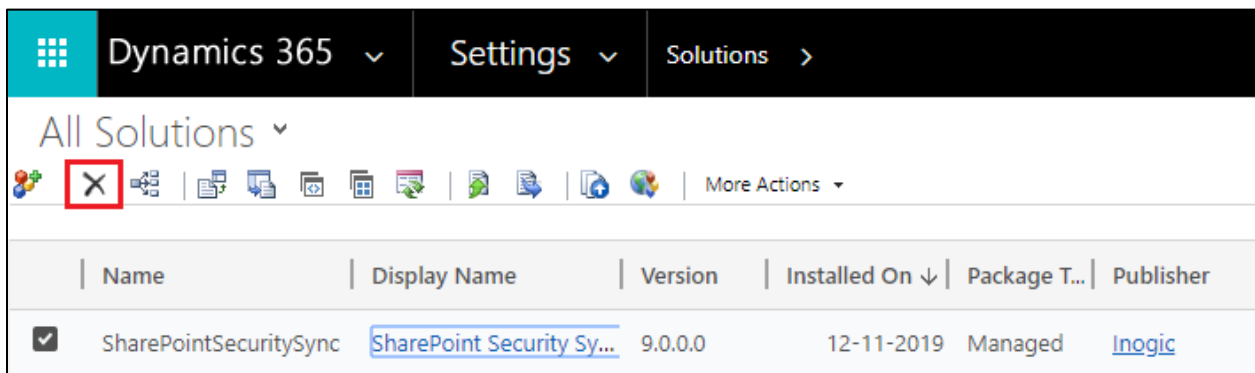 Dynamics 365 Settings Solutions
All Solutions
More Actions
Name Display Name Version Installed On Package T... Publisher
SharePointSecuritySync SharePoint Security Sy... 9.0.0.0 12-11-2019 Managed Inogic